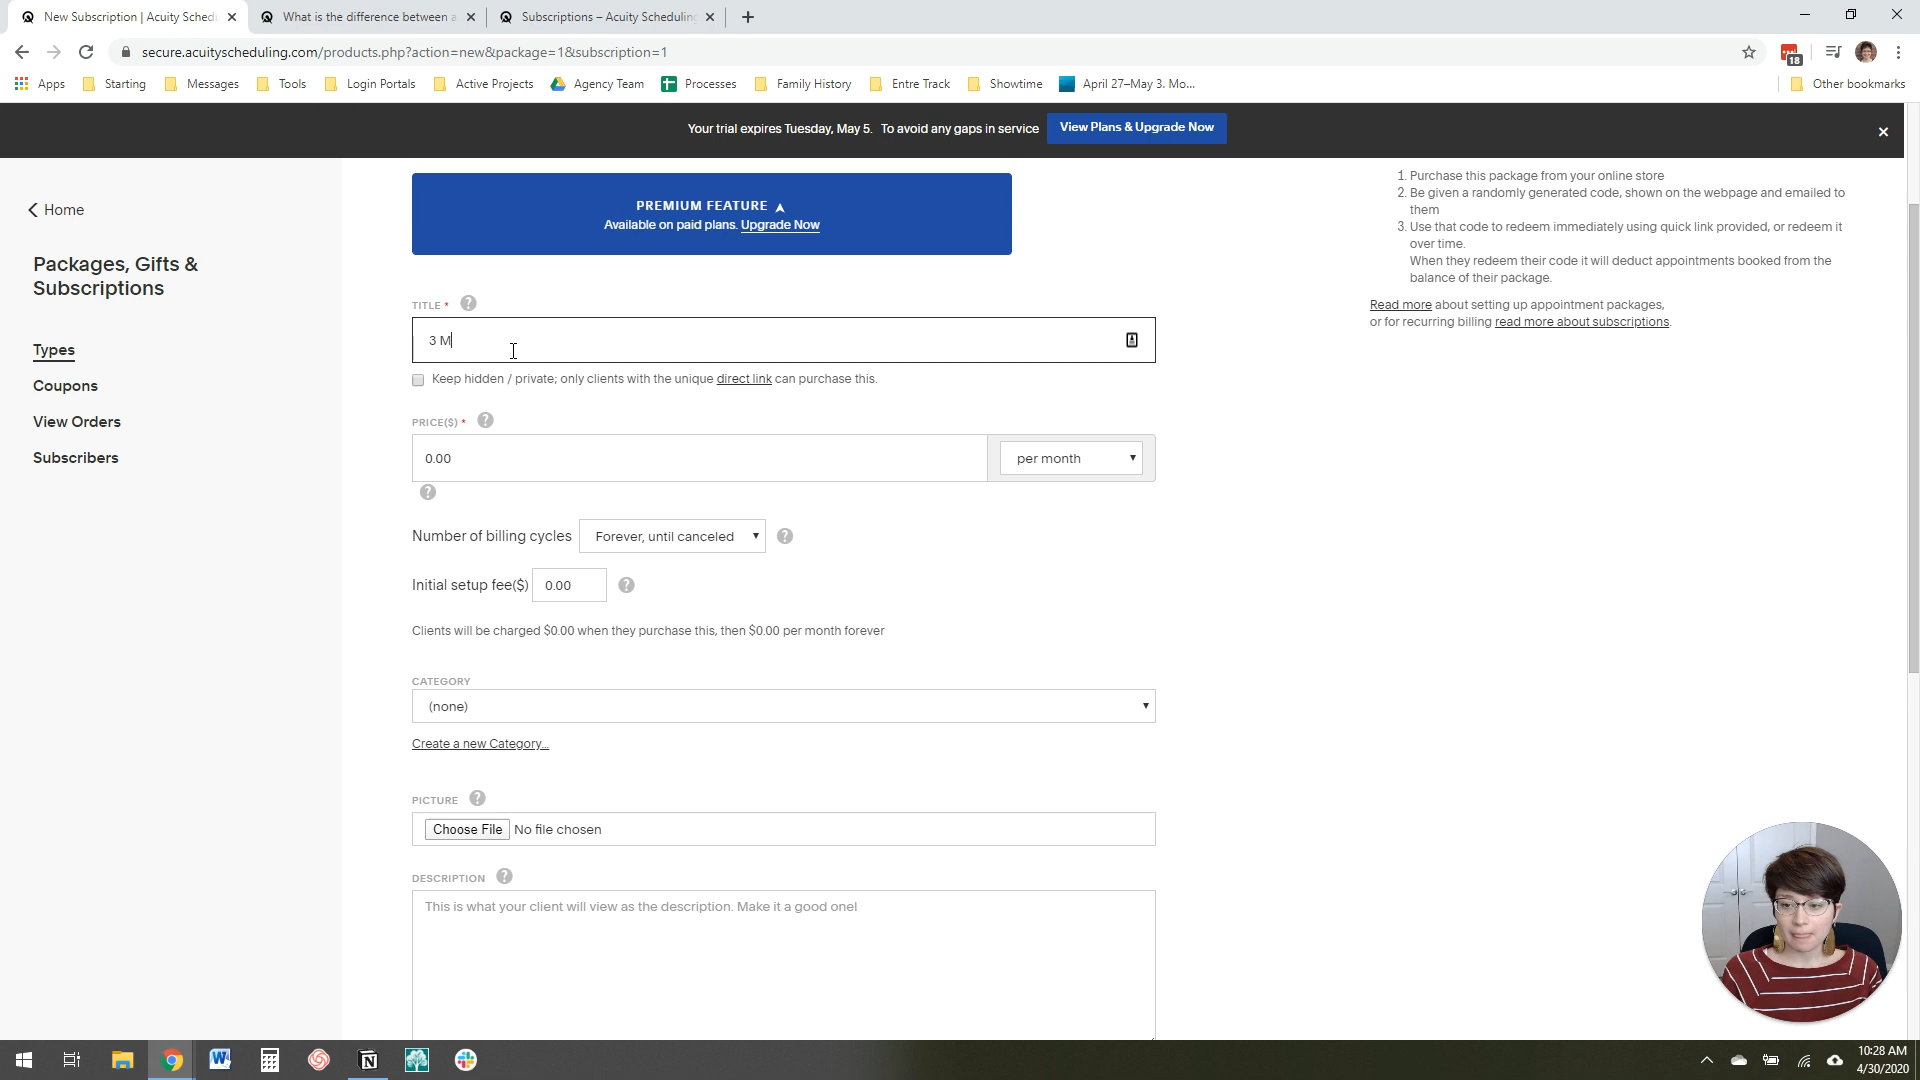 New Subscription | Acuity Sched
What is the difference between a
Subscriptions – Acuity Scheduling
secure.acuityscheduling.com/products.php?action=new&package=1&subscription=1
18
Apps
Starting
Messages
Tools
Login Portals
Active Projects
Agency Team
Processes
Family History
Entre Track
Showtime
April 27–May 3. Mo...
Other bookmarks
Your trial expires Tuesday, May 5. To avoid any gaps in service
View Plans & Upgrade Now
Home
Packages, Gifts &
Subscriptions
Types
Coupons
View Orders
Subscribers
PREMIUM FEATURE
Available on paid plans. Upgrade Now
TITLE *
3 M
Keep hidden / private; only clients with the unique direct link can purchase this.
PRICE($) *
0.00
per month
Number of billing cycles
Forever, until canceled
Initial setup fee($)
0.00
Clients will be charged $0.00 when they purchase this, then $0.00 per month forever
CATEGORY
(none)
Create a new Category...
PICTURE
Choose File
No file chosen
DESCRIPTION
This is what your client will view as the description. Make it a good one!
1. Purchase this package from your online store
2. Be given a randomly generated code, shown on the webpage and emailed to
them
3. Use that code to redeem immediately using quick link provided, or redeem it
over time.
When they redeem their code it will deduct appointments booked from the
balance of their package.
Read more about setting up appointment packages,
or for recurring billing read more about subscriptions.
10:28 AM
4/30/2020